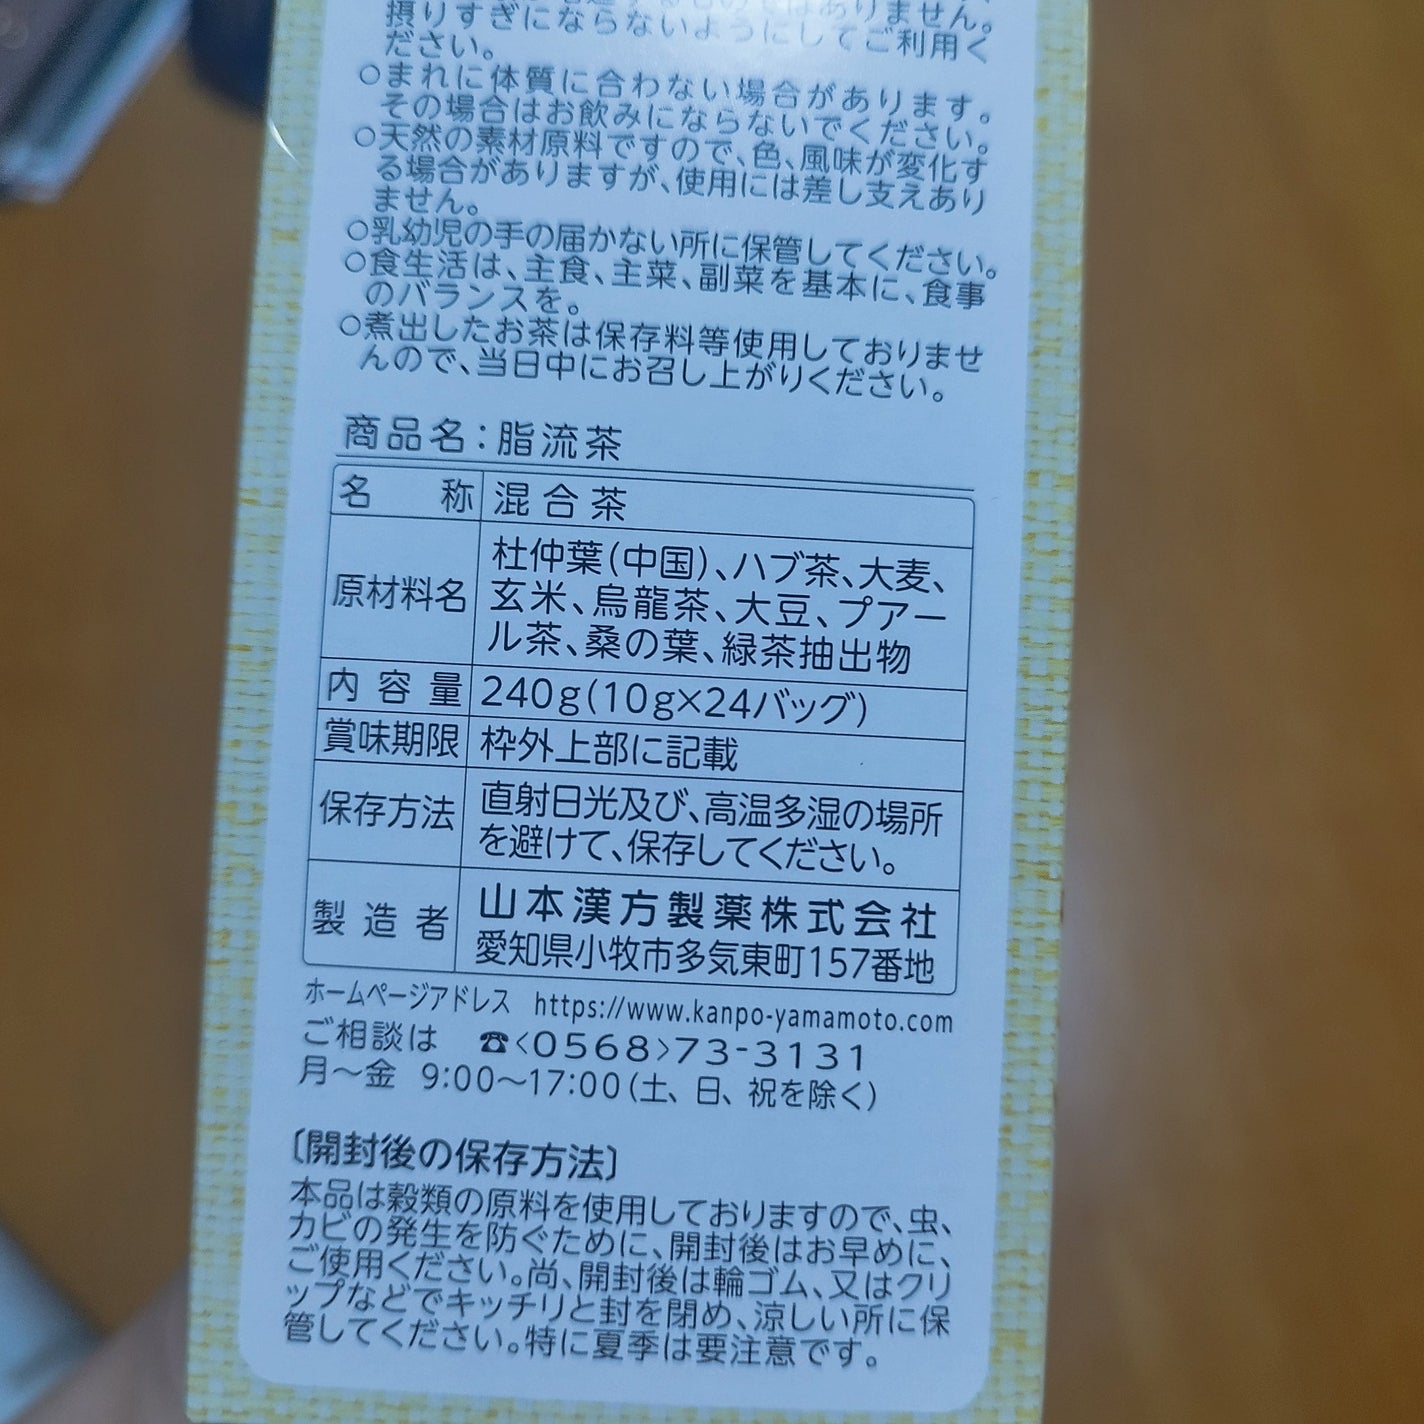 摂りすぎにならないようにしてご利用く
ださい。
○まれに体質に合わない場合があります。
その場合はお飲みにならないでください。
○天然の素材原料ですので、色、風味が変化す
る場合がありますが、使用には差し支えあり
ません。
○乳幼児の手の届かない所に保管してください。
○食生活は、主食、主菜、副菜を基本に、食事
のバランスを。
○煮出したお茶は保存料等使用しておりませ
んので、当日中にお召し上がりください。
商品名：脂流茶
名 称 混合茶
原材料名 杜仲葉(中国)、ハブ茶、大麦、
玄米、烏龍茶、大豆、プアー
ル茶、桑の葉、緑茶抽出物
内容量 240g(10g×24バッグ)
賞味期限 枠外上部に記載
保存方法 直射日光及び、高温多湿の場所
を避けて、保存してください。
製造者 山本漢方製薬株式会社
愛知県小牧市多気東町157番地
ホームページアドレス https://www.kanpo-yamamoto.com
ご相談は ☎<0568>73-3131
月〜金 9:00〜17:00(土、日、祝を除く)
〔開封後の保存方法〕
本品は穀類の原料を使用しておりますので、虫、
カビの発生を防ぐために、開封後はお早めに、
ご使用ください。尚、開封後は輪ゴム、又はクリ
ップなどでキッチリと封を閉め、涼しい所に保
管してください。特に夏季は要注意です。